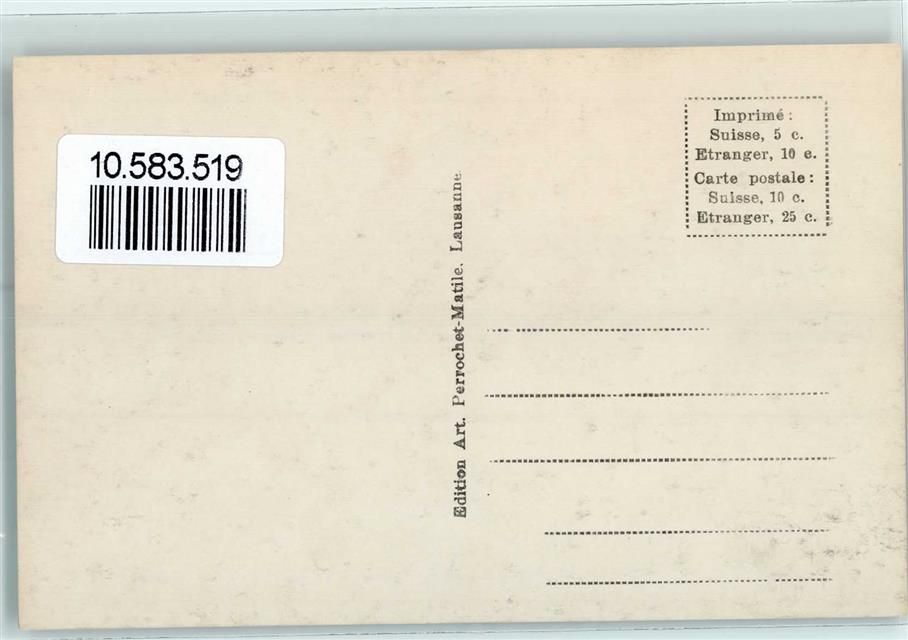 10.583.519
Imprimé :
Suisse, 5 c.
Etranger, 10 c.
Carte postale :
Suisse, 10 c.
Etranger, 25 c.
Edition Art. Perrochet-Matile. Lausanne.